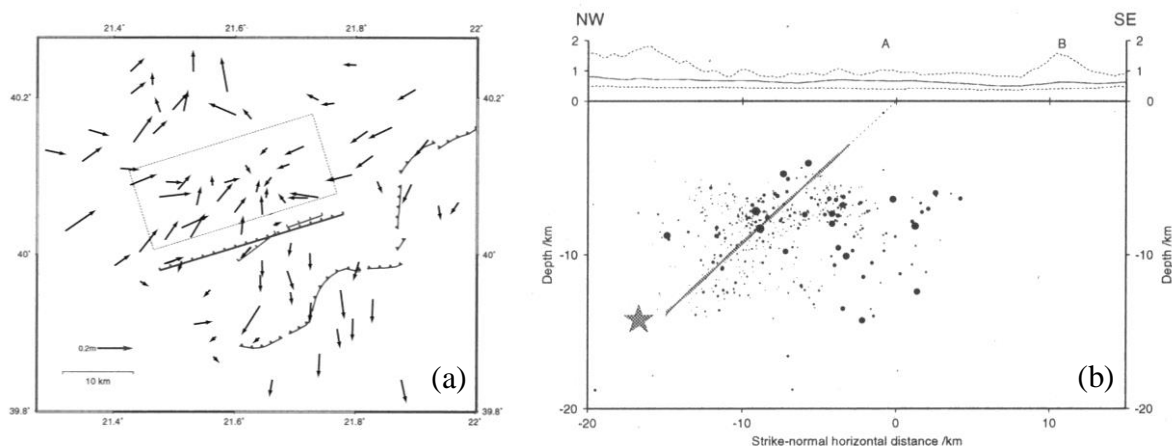 21.4° 21.6° 21.8° 22°
40.2° 40.2°
40° 40°
0.2m
10 km
(a)
39.8° 39.8°
21.4° 21.6° 21.8° 22°
NW SE
A B
2 2
1 1
0 0
Depth /km Depth /km
-10 -10
(b)
-20 -20
-20 -10 0 10
Strike-normal horizontal distance /km